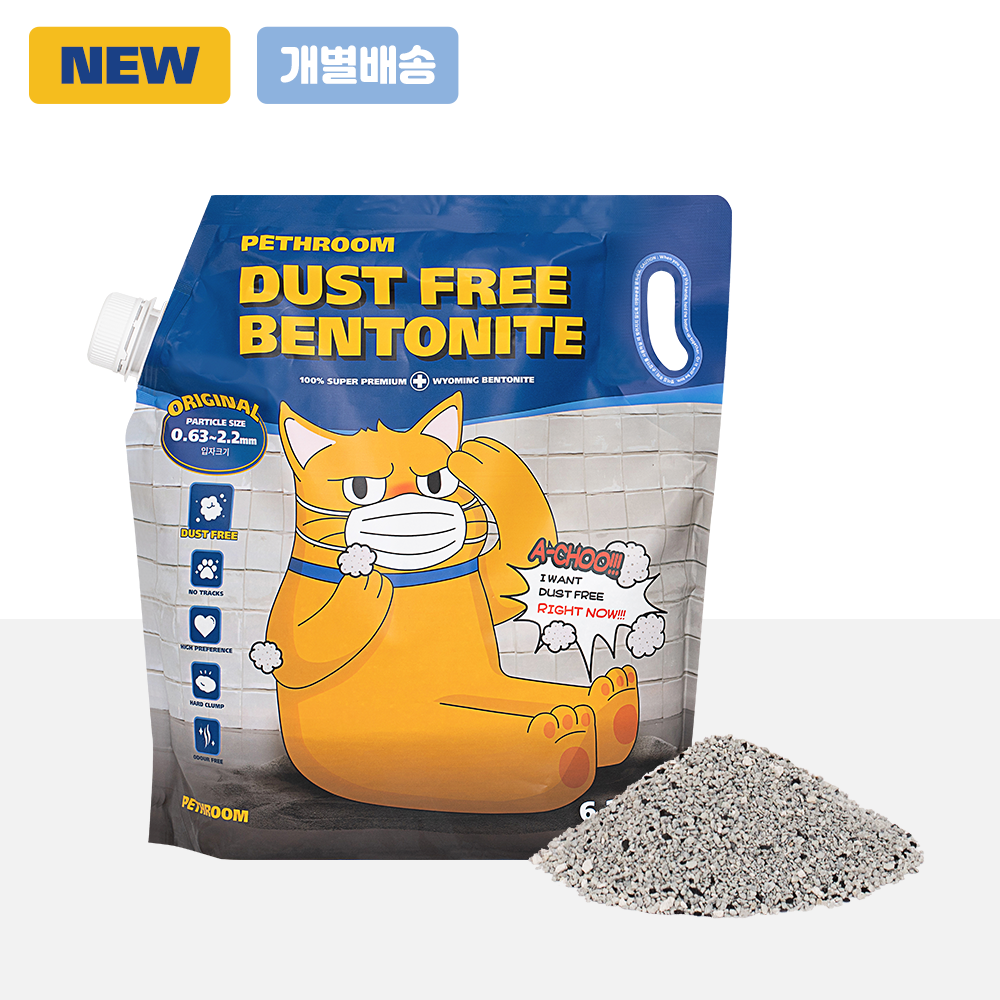 NEW
개별배송
PETHROOM
DUST FREE
BENTONITE
100% SUPER PREMIUM WYOMING BENTONITE
ORIGINAL
PARTICLE SIZE
0.63~2.2mm
입자크기
DUST FREE
NO TRACKS
HIGH PREFERENCE
HARD CLUMP
ODOUR FREE
A-CHOO!!!
I WANT
DUST FREE
RIGHT NOW!!!
PETHROOM